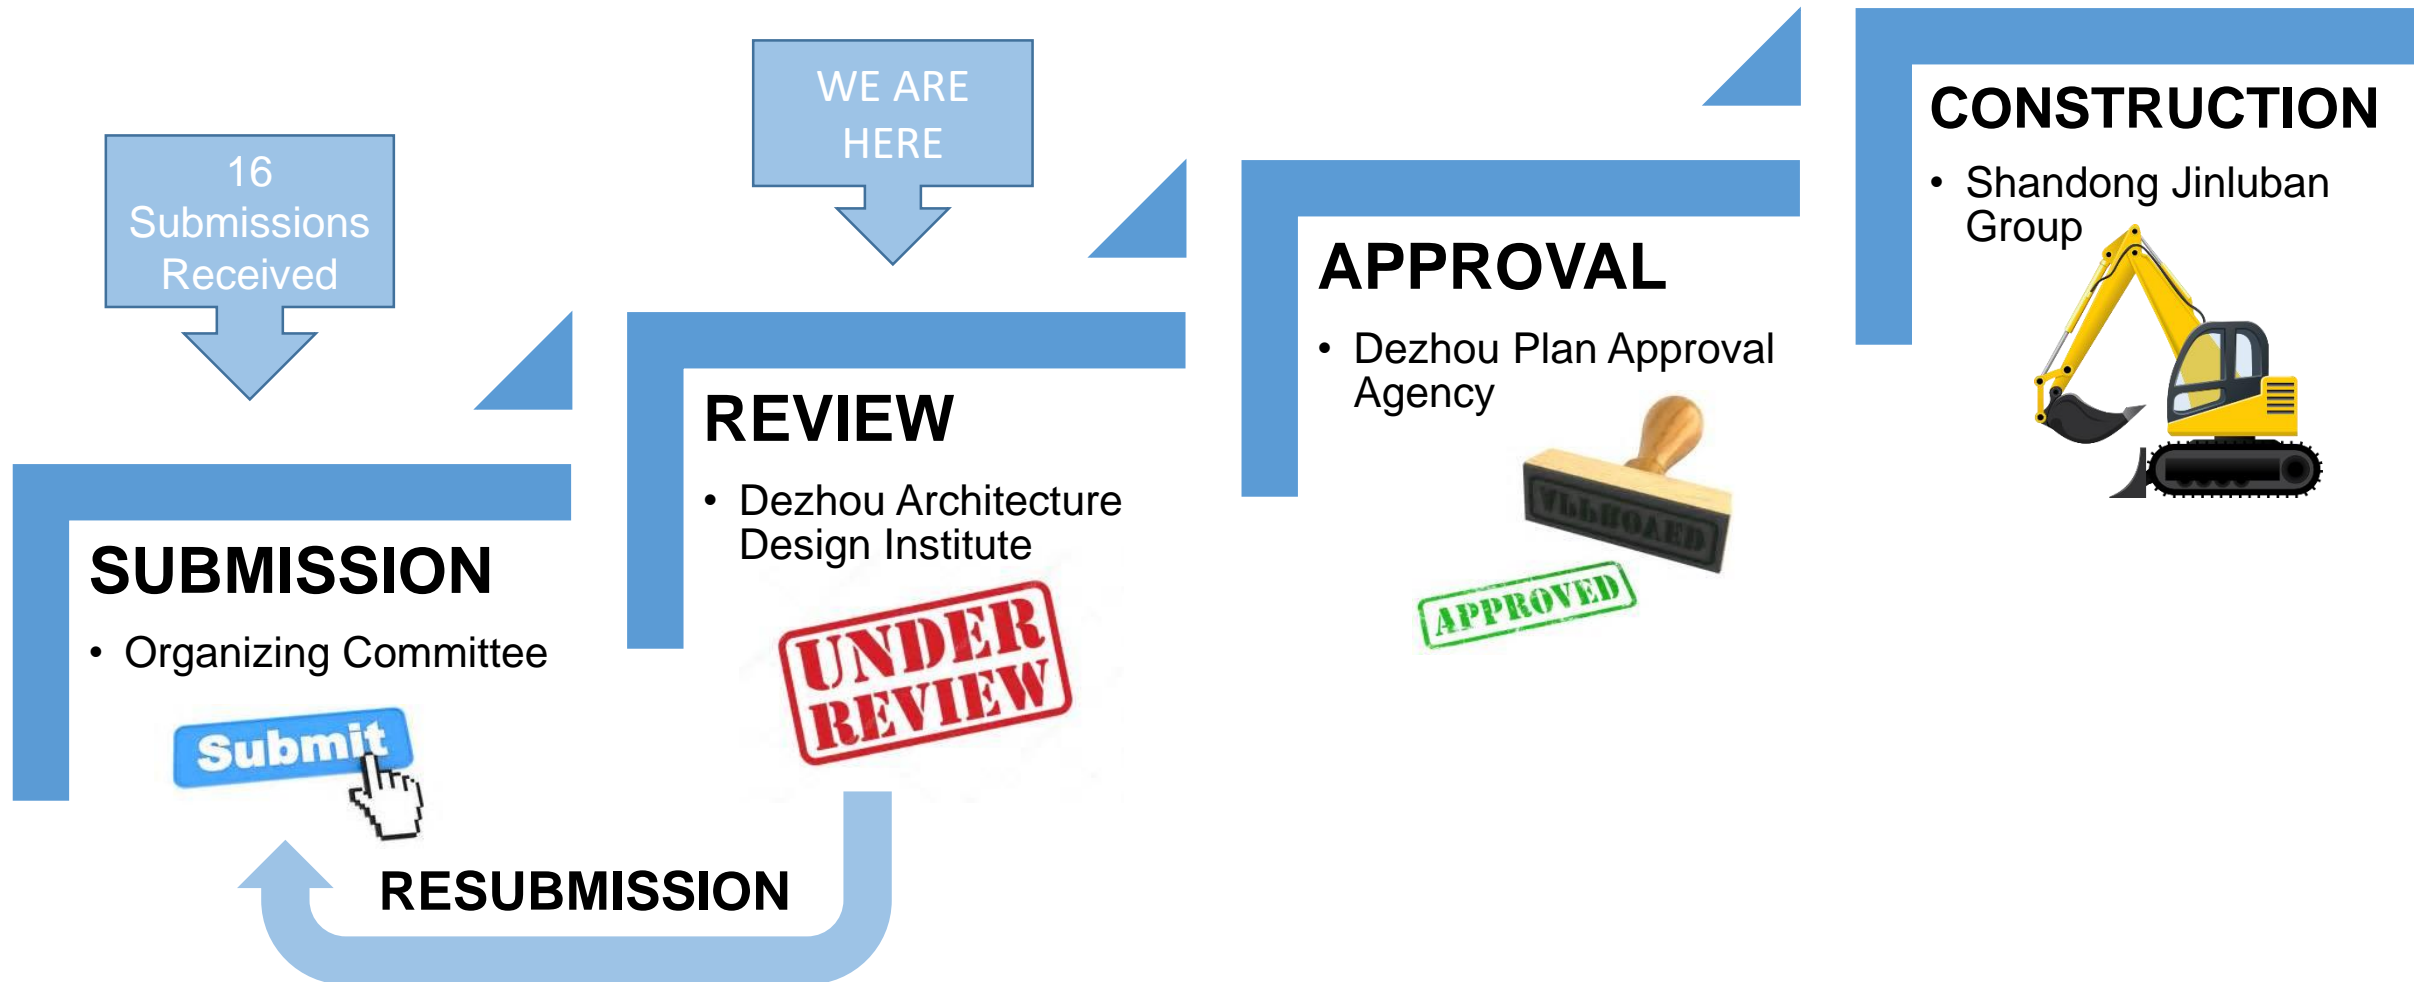 16
Submissions
Received
WE ARE
HERE
SUBMISSION
• Organizing Committee
Submit
REVIEW
• Dezhou Architecture
Design Institute
UNDER
REVIEW
RESUBMISSION
APPROVAL
• Dezhou Plan Approval
Agency
APPROVED
APPROVED
CONSTRUCTION
• Shandong Jinluban
Group